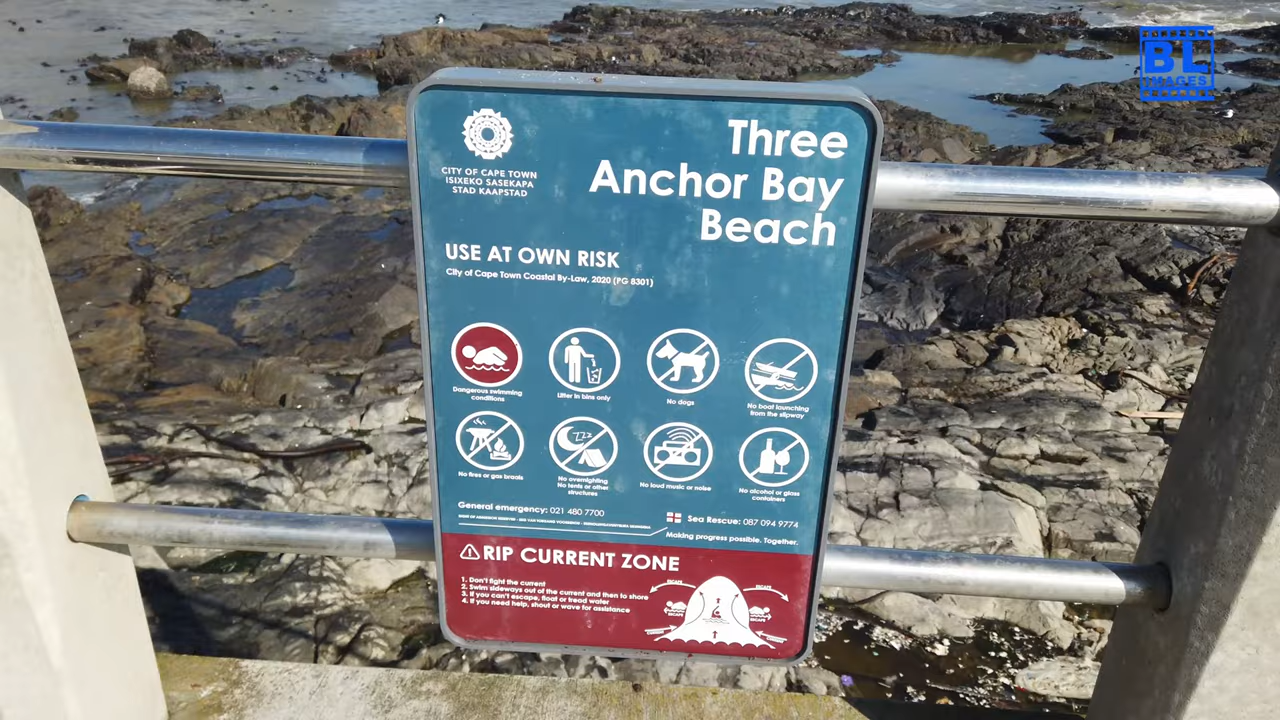 BL
IMAGES
CITY OF CAPE TOWN
ISIXEKO SASEKAPA
STAD KAAPSTAD
Three
Anchor Bay
Beach
USE AT OWN RISK
City of Cape Town Coastal By-Law, 2020 (PG 8301)
Dangerous swimming
conditions
Litter in bins only
No dogs
No boat launching
from the slipway
No fires or gas braais
No overnighting
No tents or other
structures
No loud music or noise
No alcohol or glass
containers
General emergency: 021 480 7700
Sea Rescue: 087 094 9774
Making progress possible. Together.
RIP CURRENT ZONE
1. Don't fight the current
2. Swim sideways out of the current and then to shore
3. If you can't escape, float or tread water
4. If you need help, shout or wave for assistance
ESCAPE
ESCAPE
ESCAPE
ESCAPE